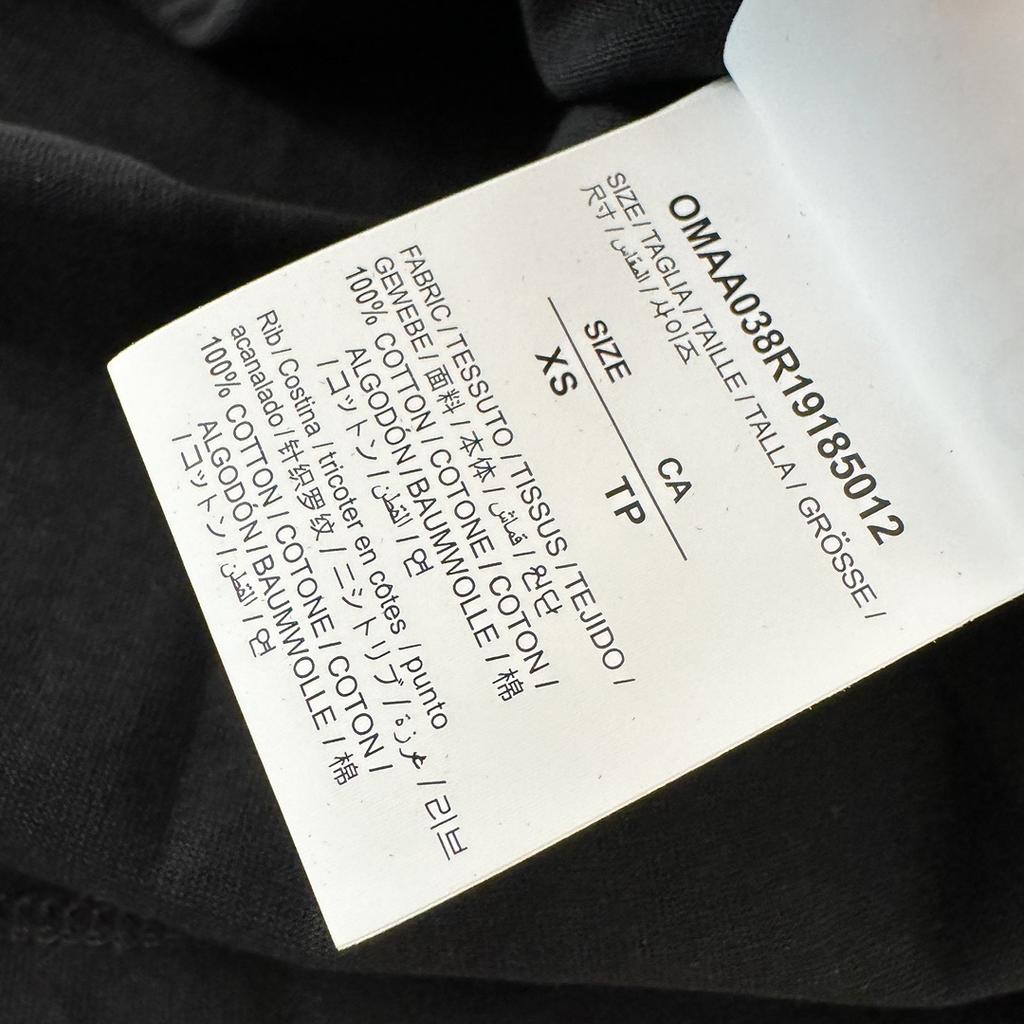 OMAA038R19185012
SIZE / TAGLIA / TAILLE / TALLA / GRÖSSE /
尺寸 / المقاس / 사이즈
SIZE CA
XS TP
FABRIC / TESSUTO / TISSUS / TEJIDO /
GEWEBE / 面料 / 本体 / قماش / 원단
100% COTTON / COTONE / COTON /
ALGODÓN / BAUMWOLLE / 棉
/ コットン / القطن / 면
Rib / Costina / tricoter en côtes / punto
acanalado / 针织罗纹 / ニットリブ / غرزة / 리브
100% COTTON / COTONE / COTON /
ALGODÓN / BAUMWOLLE / 棉
/ コットン / القطن / 면